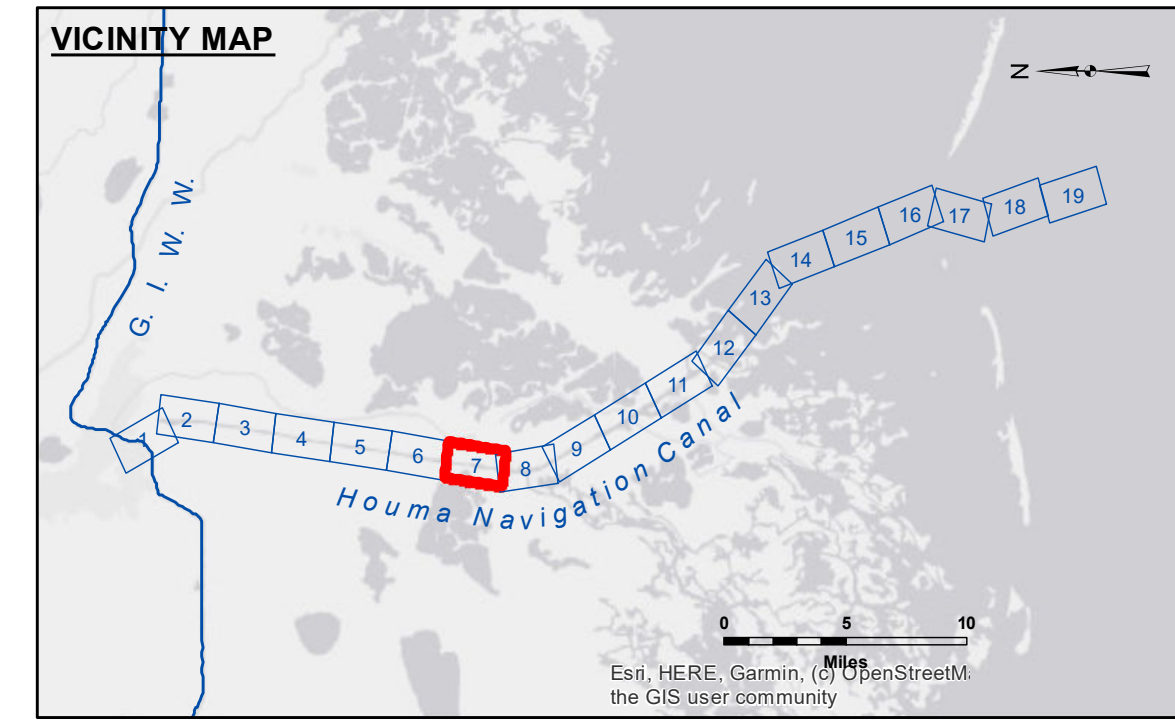 VICINITY MAP
N
G. I. W. W.
1
2
3
4
5
6
7
8
9
10
11
12
13
14
15
16
17
18
19
Houma Navigation Canal
0 5 10
Miles
Esri, HERE, Garmin, (c) OpenStreetM
the GIS user community